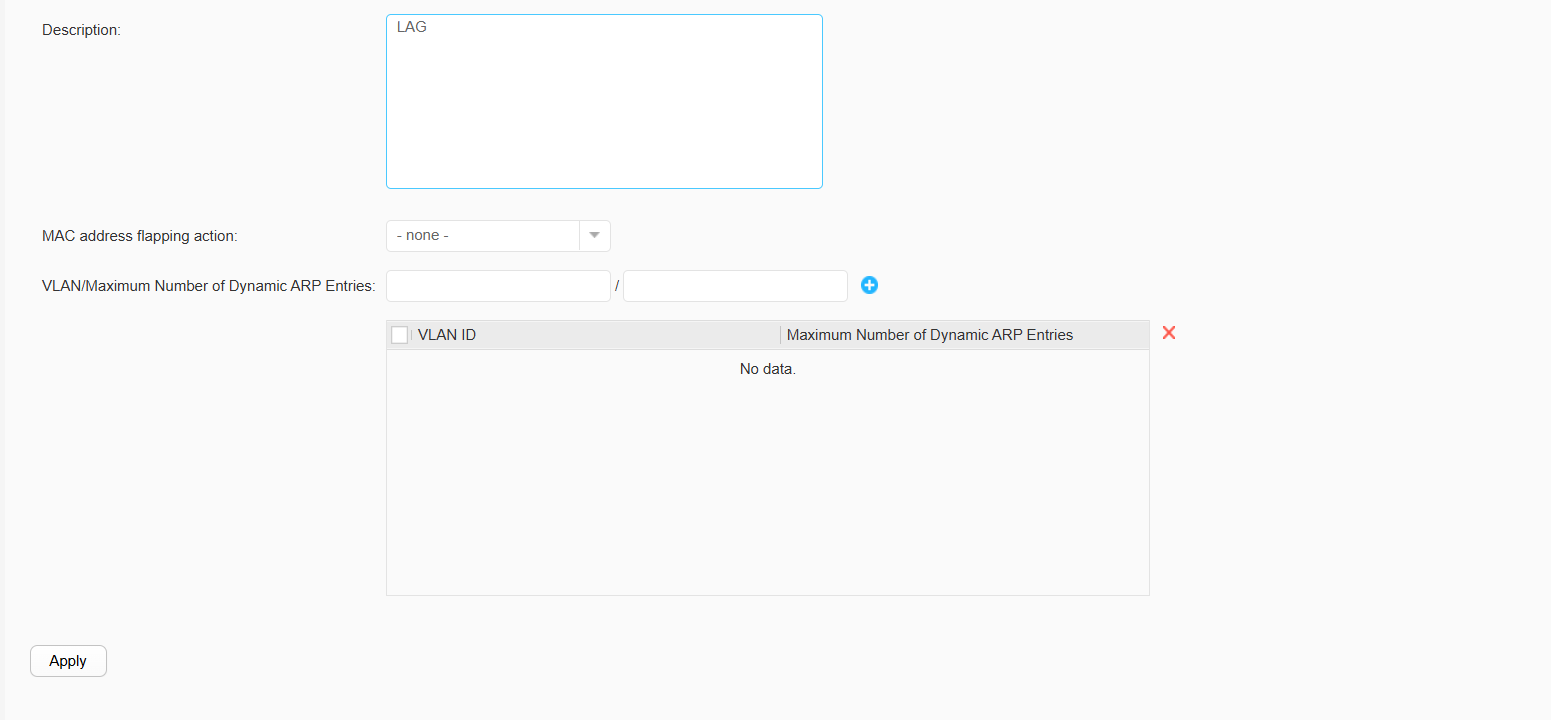 Description:
LAG
MAC address flapping action:
- none -
VLAN/Maximum Number of Dynamic ARP Entries:
/
VLAN ID
Maximum Number of Dynamic ARP Entries
No data.
Apply